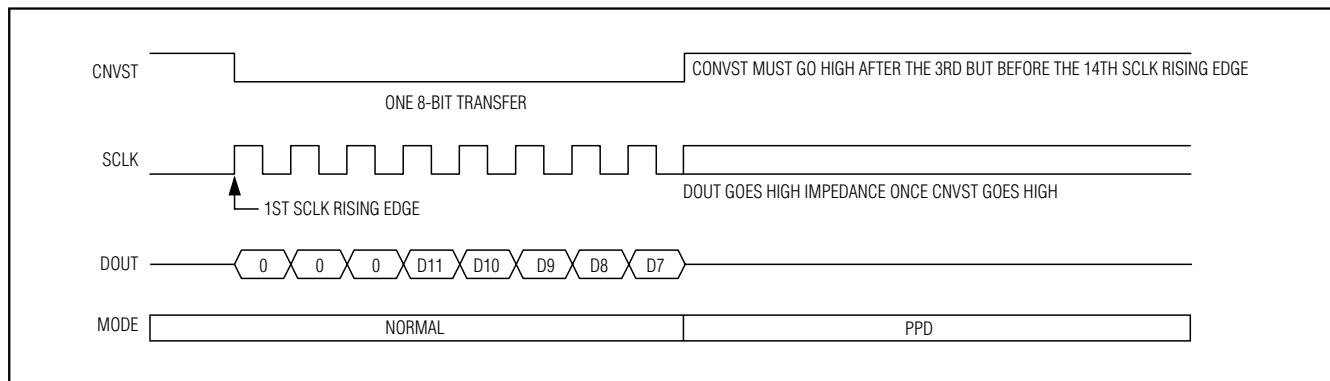 CNVST
CONVST MUST GO HIGH AFTER THE 3RD BUT BEFORE THE 14TH SCLK RISING EDGE
ONE 8-BIT TRANSFER
SCLK
DOUT GOES HIGH IMPEDANCE ONCE CNVST GOES HIGH
1ST SCLK RISING EDGE
DOUT 0 0 0 D11 D10 D9 D8 D7
MODE NORMAL PPD